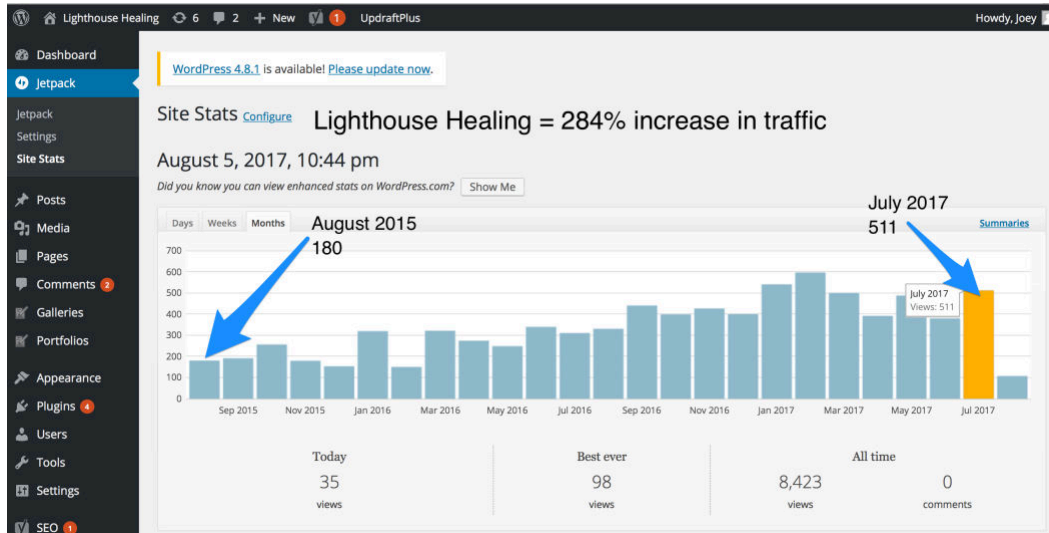 Lighthouse Healing 6 2 + New 1 UpdraftPlus Howdy, Joey
Dashboard
Jetpack
Jetpack
Settings
Site Stats
Posts
Media
Pages
Comments 2
Galleries
Portfolios
Appearance
Plugins 4
Users
Tools
Settings
SEO 1
WordPress 4.8.1 is available! Please update now.
Site Stats Configure
Lighthouse Healing = 284% increase in traffic
August 5, 2017, 10:44 pm
Did you know you can view enhanced stats on WordPress.com? Show Me
Days Weeks Months
Summaries
August 2015
180
July 2017
511
700
600
500
400
300
200
100
0
July 2017
Views: 511
Sep 2015 Nov 2015 Jan 2016 Mar 2016 May 2016 Jul 2016 Sep 2016 Nov 2016 Jan 2017 Mar 2017 May 2017 Jul 2017
Today
35
views
Best ever
98
views
All time
8,423 0
views comments